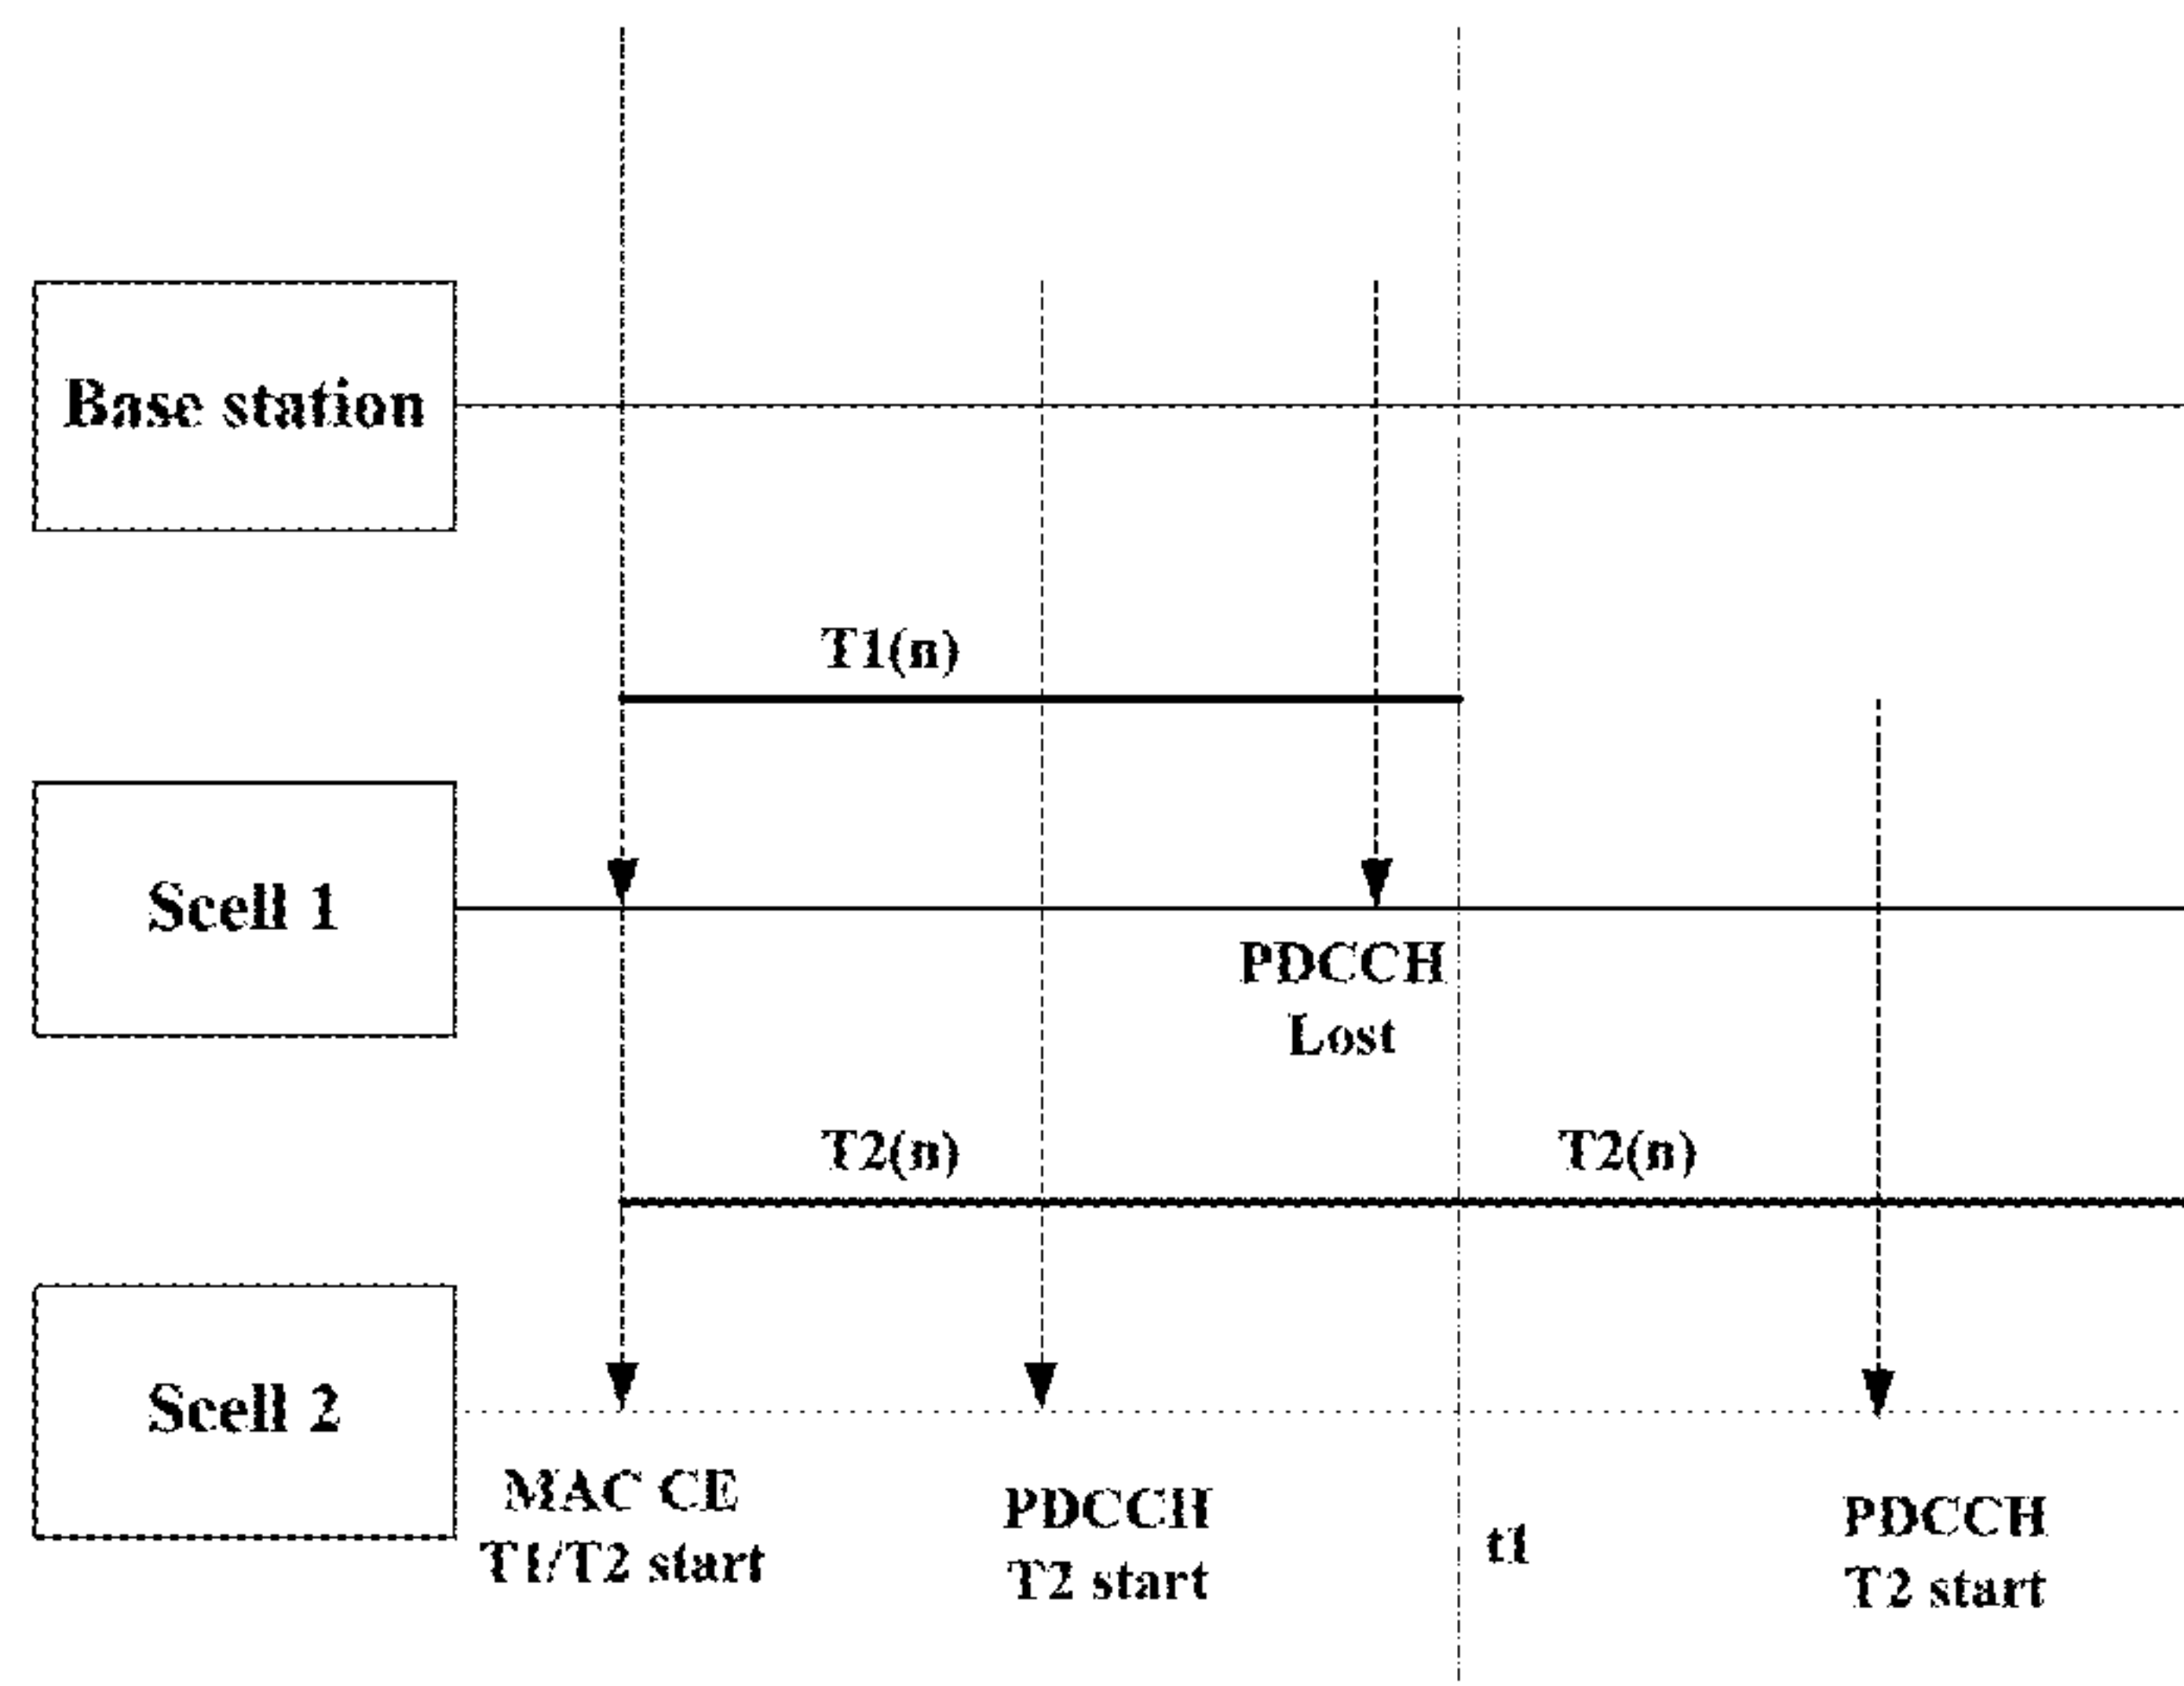 Base station
T1(n)
Scell 1
PDCCH
Lost
T2(n)
T2(n)
Scell 2
MAC CE
T1/T2 start
PDCCH
T2 start
t1
PDCCH
T2 start